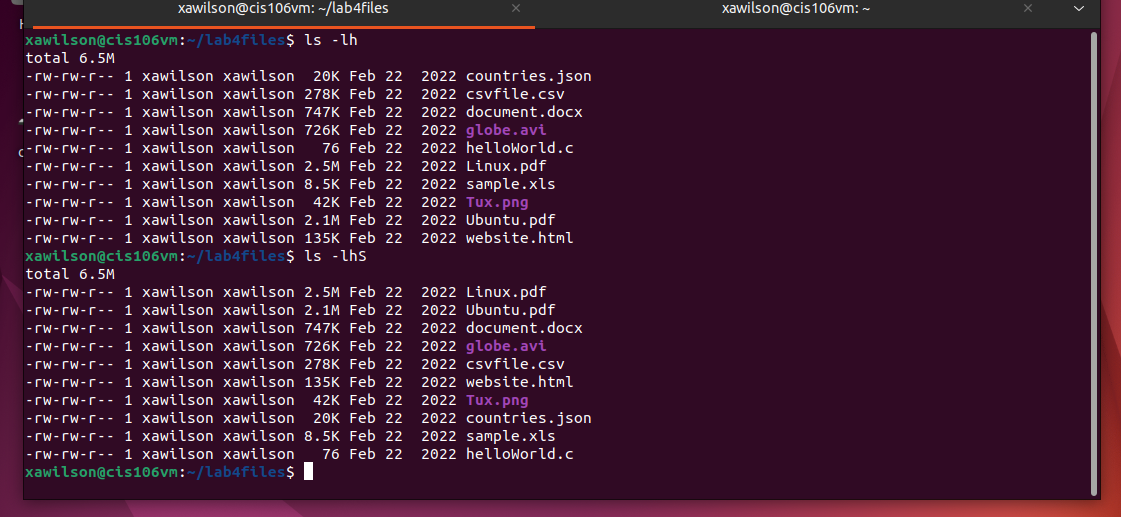 xawilson@cis106vm: ~/lab4files × xawilson@cis106vm: ~ ×
xawilson@cis106vm:~/lab4files$ ls -lh
total 6.5M
-rw-rw-r-- 1 xawilson xawilson  20K Feb 22  2022 countries.json
-rw-rw-r-- 1 xawilson xawilson 278K Feb 22  2022 csvfile.csv
-rw-rw-r-- 1 xawilson xawilson 747K Feb 22  2022 document.docx
-rw-rw-r-- 1 xawilson xawilson 726K Feb 22  2022 globe.avi
-rw-rw-r-- 1 xawilson xawilson   76 Feb 22  2022 helloWorld.c
-rw-rw-r-- 1 xawilson xawilson 2.5M Feb 22  2022 Linux.pdf
-rw-rw-r-- 1 xawilson xawilson 8.5K Feb 22  2022 sample.xls
-rw-rw-r-- 1 xawilson xawilson  42K Feb 22  2022 Tux.png
-rw-rw-r-- 1 xawilson xawilson 2.1M Feb 22  2022 Ubuntu.pdf
-rw-rw-r-- 1 xawilson xawilson 135K Feb 22  2022 website.html
xawilson@cis106vm:~/lab4files$ ls -lhS
total 6.5M
-rw-rw-r-- 1 xawilson xawilson 2.5M Feb 22  2022 Linux.pdf
-rw-rw-r-- 1 xawilson xawilson 2.1M Feb 22  2022 Ubuntu.pdf
-rw-rw-r-- 1 xawilson xawilson 747K Feb 22  2022 document.docx
-rw-rw-r-- 1 xawilson xawilson 726K Feb 22  2022 globe.avi
-rw-rw-r-- 1 xawilson xawilson 278K Feb 22  2022 csvfile.csv
-rw-rw-r-- 1 xawilson xawilson 135K Feb 22  2022 website.html
-rw-rw-r-- 1 xawilson xawilson  42K Feb 22  2022 Tux.png
-rw-rw-r-- 1 xawilson xawilson  20K Feb 22  2022 countries.json
-rw-rw-r-- 1 xawilson xawilson 8.5K Feb 22  2022 sample.xls
-rw-rw-r-- 1 xawilson xawilson   76 Feb 22  2022 helloWorld.c
xawilson@cis106vm:~/lab4files$